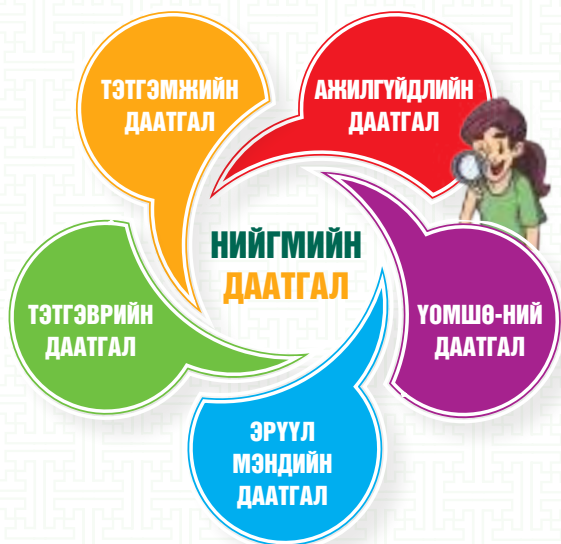 ТЭТГЭМЖИЙН
ДААТГАЛ
АЖИЛГҮЙДЛИЙН
ДААТГАЛ
НИЙГМИЙН
ДААТГАЛ
ТЭТГЭВРИЙН
ДААТГАЛ
ҮОМШӨ-НИЙ
ДААТГАЛ
ЭРҮҮЛ
МЭНДИЙН
ДААТГАЛ